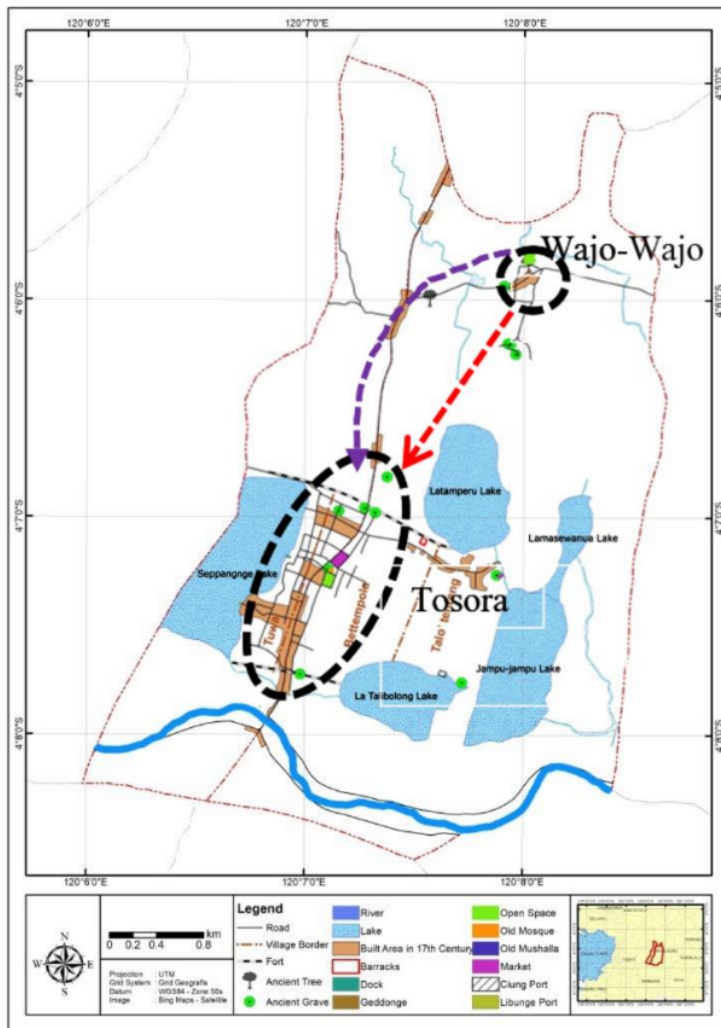 120°6'0"E 120°7'0"E 120°8'0"E
4°5'0"S 4°5'0"S
Wajo-Wajo
4°6'0"S 4°6'0"S
Latamperu Lake
4°7'0"S 4°7'0"S
Lamasewanua Lake
Seppangnge Lake
Tosora
Tuwa
Bettempola
Jampu-jampu Lake
La Talibolong Lake
4°8'0"S 4°8'0"S
120°6'0"E 120°7'0"E 120°8'0"E
N
W E
S
0 0.2 0.4 0.8 km
Projection : UTM
Grid System : Grid Geografis
Datum : WGS84 - Zone 50s
Image : Bing Maps - Satellite
Legend
Road
Village Border
Fort
Ancient Tree
Ancient Grave
River
Lake
Built Area in 17th Century
Barracks
Dock
Geddonge
Open Space
Old Mosque
Old Mushalla
Market
Ciung Port
Libunge Port